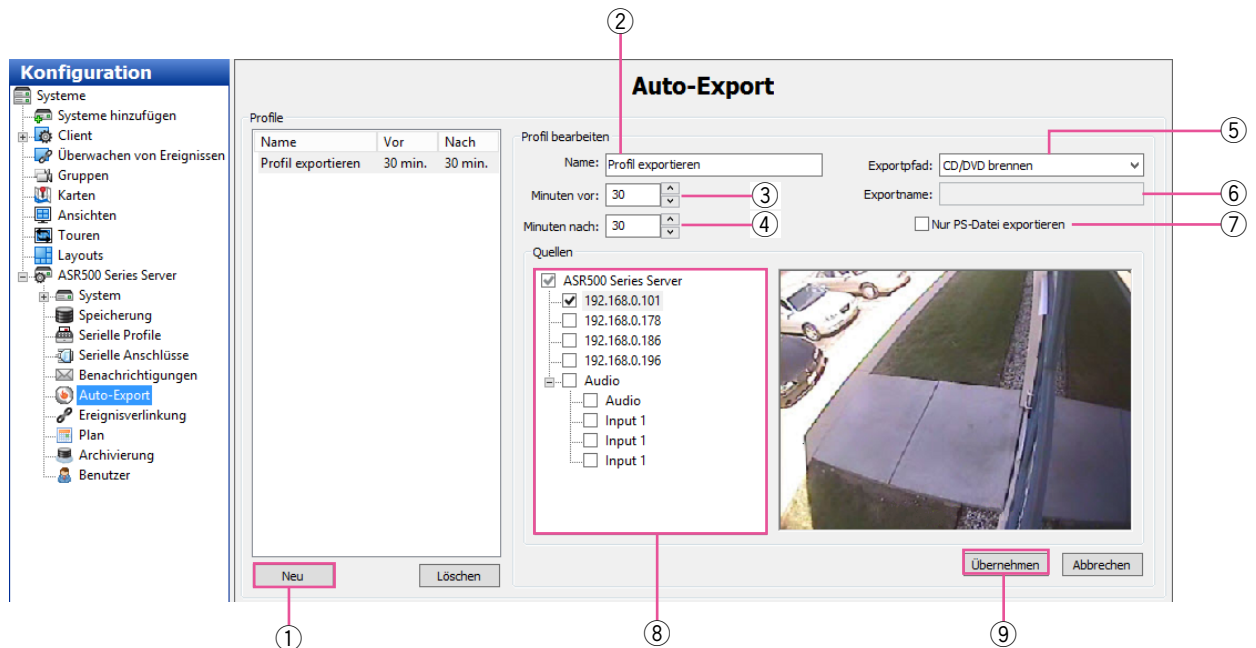 ②
Konfiguration
Systeme
Systeme hinzufügen
Client
Überwachen von Ereignissen
Gruppen
Karten
Ansichten
Touren
Layouts
ASR500 Series Server
System
Speicherung
Serielle Profile
Serielle Anschlüsse
Benachrichtigungen
Auto-Export
Ereignisverlinkung
Plan
Archivierung
Benutzer
Auto-Export
Profile
Name Vor Nach
Profil exportieren 30 min. 30 min.
Neu Löschen
①
Profil bearbeiten
Name: Profil exportieren
Minuten vor: 30 ③
Minuten nach: 30 ④
Exportpfad: CD/DVD brennen ⑤
Exportname: ⑥
Nur PS-Datei exportieren ⑦
Quellen
ASR500 Series Server
192.168.0.101
192.168.0.178
192.168.0.186
192.168.0.196
Audio
Audio
Input 1
Input 1
Input 1
Übernehmen Abbrechen
⑧ ⑨